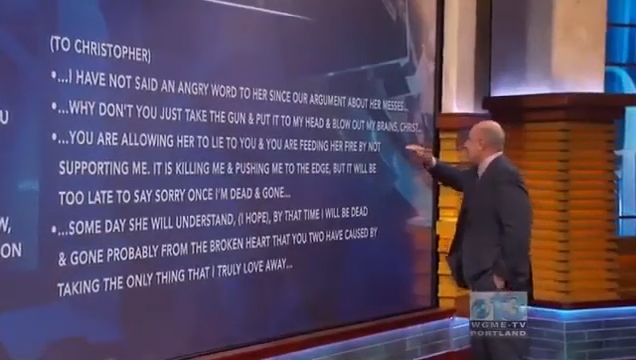 (TO CHRISTOPHER)
•...I HAVE NOT SAID AN ANGRY WORD TO HER SINCE OUR ARGUMENT ABOUT HER MESSES...
•...WHY DON'T YOU JUST TAKE THE GUN & PUT IT TO MY HEAD & BLOW OUT MY BRAINS, CHRIST...
•...YOU ARE ALLOWING HER TO LIE TO YOU & YOU ARE FEEDING HER FIRE BY NOT
SUPPORTING ME. IT IS KILLING ME & PUSHING ME TO THE EDGE, BUT IT WILL BE
TOO LATE TO SAY SORRY ONCE I'M DEAD & GONE...
•...SOME DAY SHE WILL UNDERSTAND, (I HOPE), BY THAT TIME I WILL BE DEAD
& GONE PROBABLY FROM THE BROKEN HEART THAT YOU TWO HAVE CAUSED BY
TAKING THE ONLY THING THAT I TRULY LOVE AWAY...
U
W,
ON
13
WGME-TV
PORTLAND